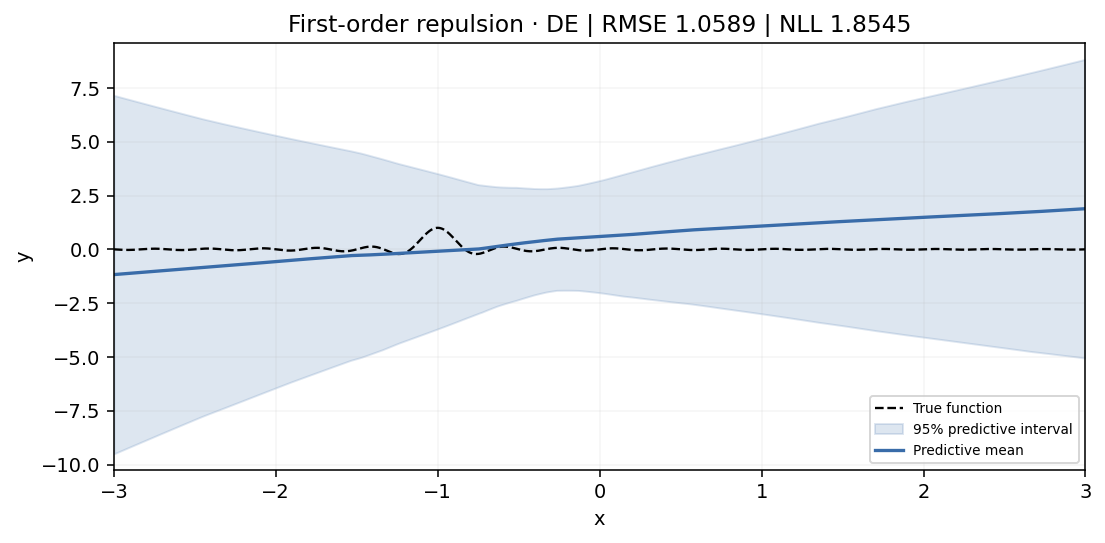 First-order repulsion · DE | RMSE 1.0589 | NLL 1.8545
y
7.5
5.0
2.5
0.0
−2.5
−5.0
−7.5
−10.0
True function
95% predictive interval
Predictive mean
−3
−2
−1
0
1
2
3
x